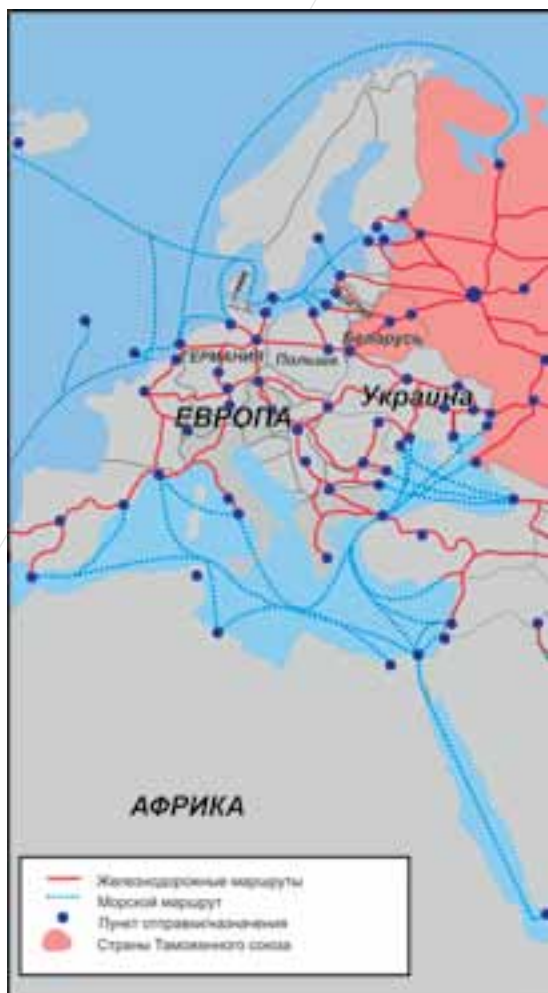 ГЕРМАНИЯ
Польша
Беларусь
Украина
ЕВРОПА
АФРИКА
Железнодорожные маршруты
Морской маршрут
Пункт отправки/назначения
Страны Таможенного союза